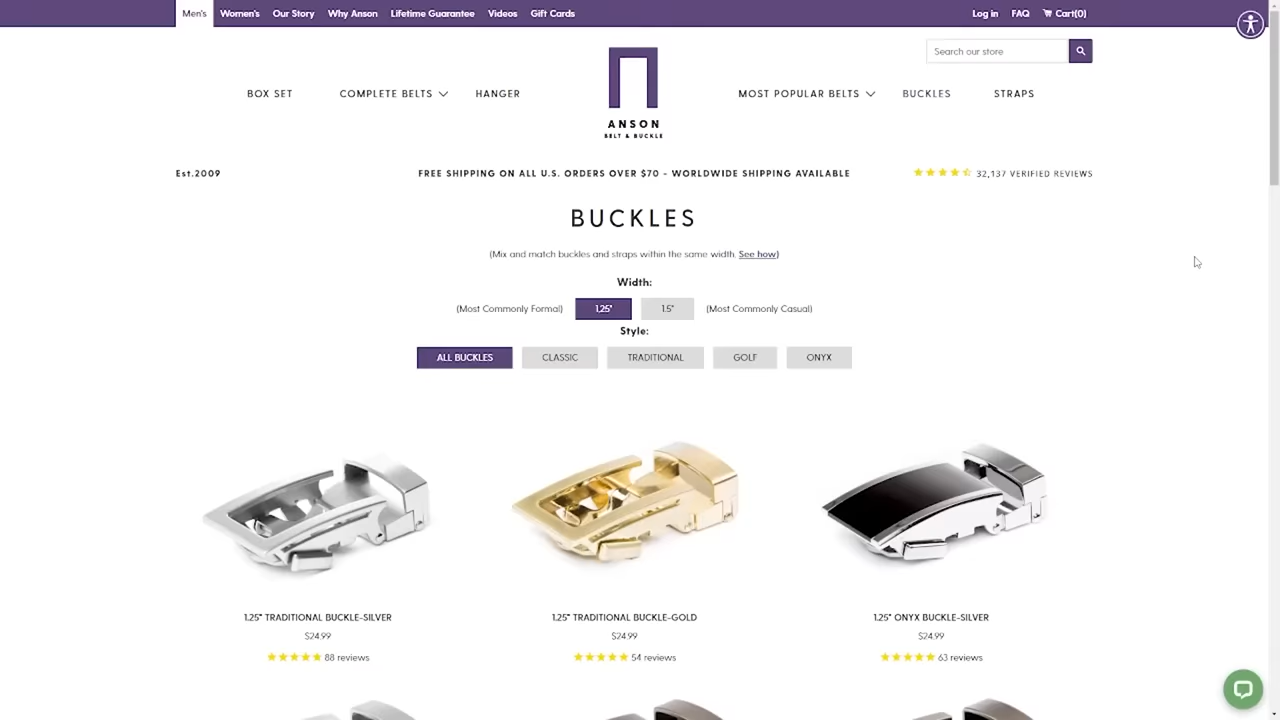 Men's Women's Our Story Why Anson Lifetime Guarantee Videos Gift Cards Log in FAQ Cart(0)
Search our store
BOX SET COMPLETE BELTS HANGER MOST POPULAR BELTS BUCKLES STRAPS
ANSON
BELT & BUCKLE
Est.2009 FREE SHIPPING ON ALL U.S. ORDERS OVER $70 - WORLDWIDE SHIPPING AVAILABLE 32,137 VERIFIED REVIEWS
BUCKLES
(Mix and match buckles and straps within the same width. See how)
Width:
(Most Commonly Formal) 1.25" 1.5" (Most Commonly Casual)
Style:
ALL BUCKLES CLASSIC TRADITIONAL GOLF ONYX
1.25" TRADITIONAL BUCKLE-SILVER 1.25" TRADITIONAL BUCKLE-GOLD 1.25" ONYX BUCKLE-SILVER
$24.99 $24.99 $24.99
88 reviews 54 reviews 63 reviews